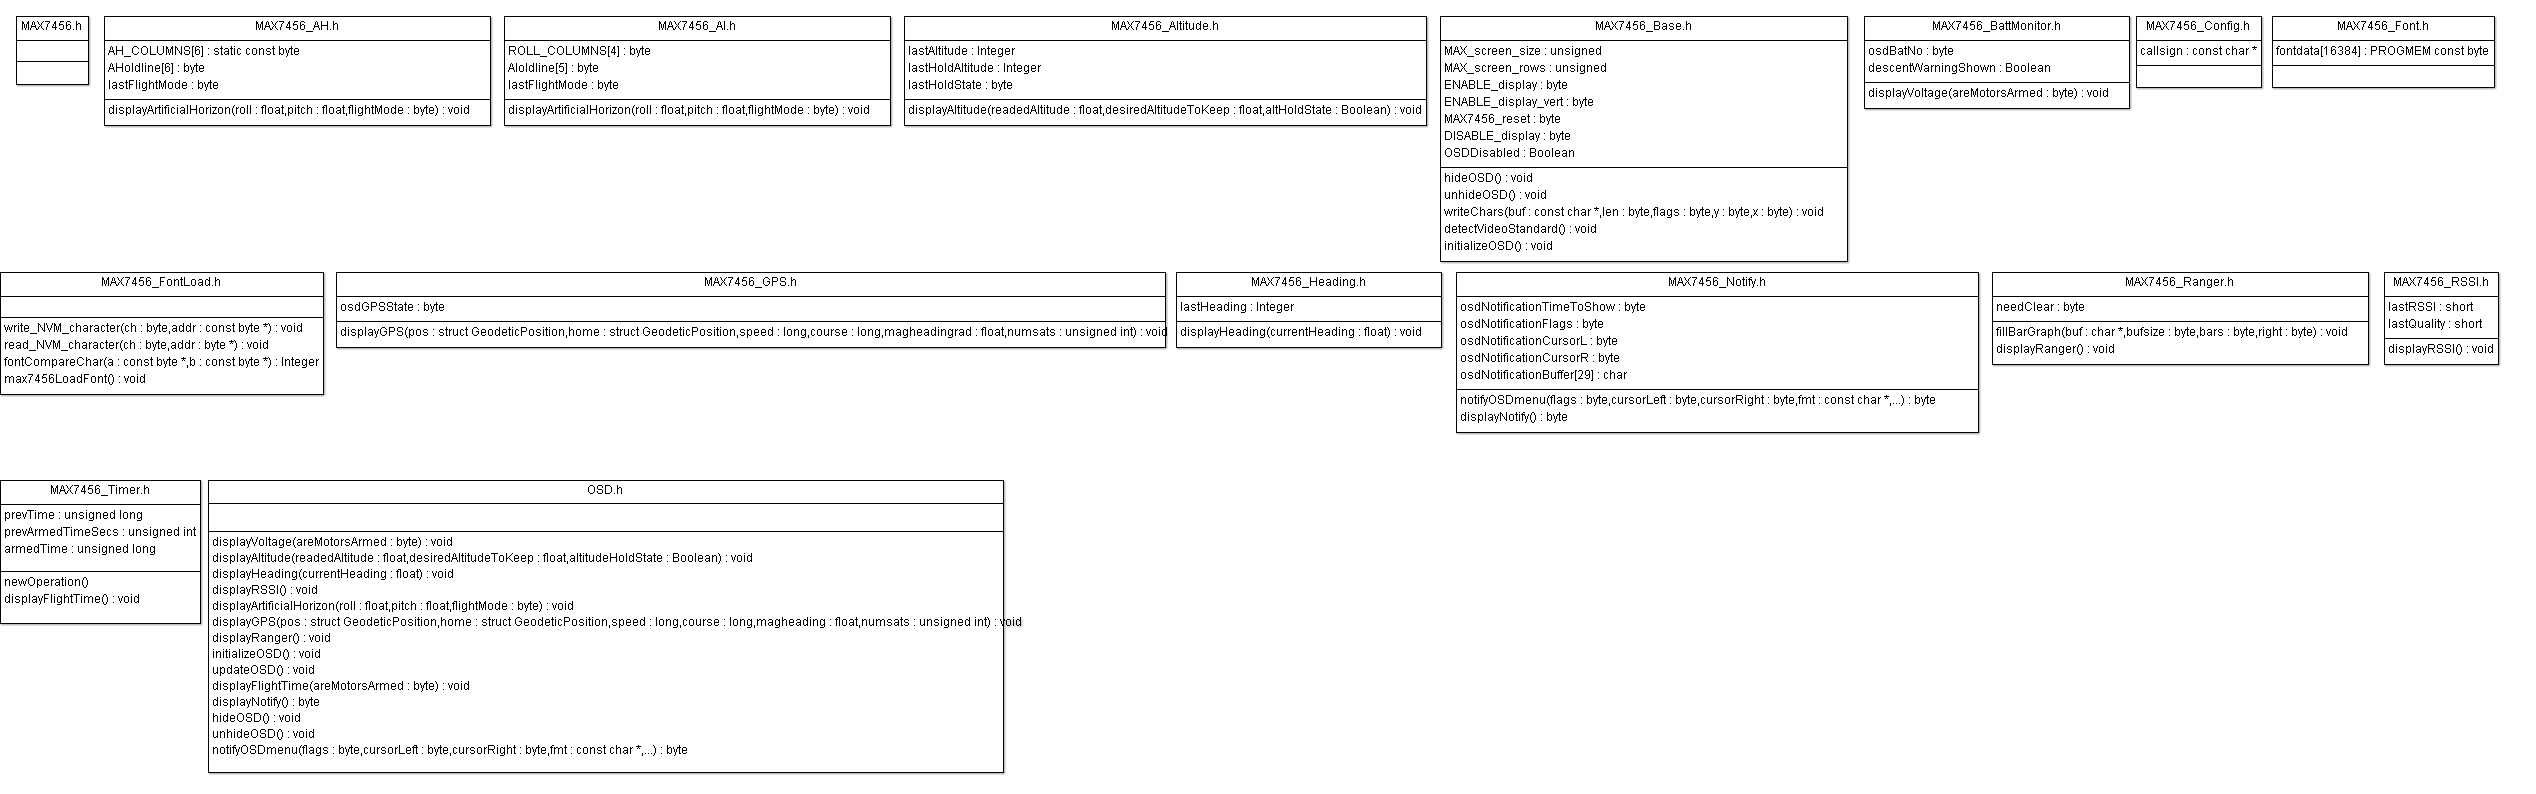 MAX7456.h
MAX7456_AH.h
AH_COLUMNS[6] : static const byte
AHoldline[6] : byte
lastFlightMode : byte
displayArtificialHorizon(roll : float,pitch : float,flightMode : byte) : void
MAX7456_AI.h
ROLL_COLUMNS[4] : byte
AIoldline[5] : byte
lastFlightMode : byte
displayArtificialHorizon(roll : float,pitch : float,flightMode : byte) : void
MAX7456_Altitude.h
lastAltitude : Integer
lastHoldAltitude : Integer
lastHoldState : byte
displayAltitude(readedAltitude : float,desiredAltitudeToKeep : float,altHoldState : Boolean) : void
MAX7456_Base.h
MAX_screen_size : unsigned
MAX_screen_rows : unsigned
ENABLE_display : byte
ENABLE_display_vert : byte
MAX7456_reset : byte
DISABLE_display : byte
OSDDisabled : Boolean
hideOSD() : void
unhideOSD() : void
writeChars(buf : const char *,len : byte,flags : byte,y : byte,x : byte) : void
detectVideoStandard() : void
initializeOSD() : void
MAX7456_BattMonitor.h
osdBatNo : byte
descentWarningShown : Boolean
displayVoltage(areMotorsArmed : byte) : void
MAX7456_Config.h
callsign : const char *
MAX7456_Font.h
fontdata[16384] : PROGMEM const byte
MAX7456_FontLoad.h
write_NVM_character(ch : byte,addr : const byte *) : void
read_NVM_character(ch : byte,addr : byte *) : void
fontCompareChar(a : const byte *,b : const byte *) : Integer
max7456LoadFont() : void
MAX7456_GPS.h
osdGPSState : byte
displayGPS(pos : struct GeodeticPosition,home : struct GeodeticPosition,speed : long,course : long,magheadingrad : float,numsats : unsigned int) : void
MAX7456_Heading.h
lastHeading : Integer
displayHeading(currentHeading : float) : void
MAX7456_Notify.h
osdNotificationTimeToShow : byte
osdNotificationFlags : byte
osdNotificationCursorL : byte
osdNotificationCursorR : byte
osdNotificationBuffer[29] : char
notifyOSDmenu(flags : byte,cursorLeft : byte,cursorRight : byte,fmt : const char *,...) : byte
displayNotify() : byte
MAX7456_Ranger.h
needClear : byte
fillBarGraph(buf : char *,bufsize : byte,bars : byte,right : byte) : void
displayRanger() : void
MAX7456_RSSI.h
lastRSSI : short
lastQuality : short
displayRSSI() : void
MAX7456_Timer.h
prevTime : unsigned long
prevArmedTimeSecs : unsigned int
armedTime : unsigned long
newOperation()
displayFlightTime() : void
OSD.h
displayVoltage(areMotorsArmed : byte) : void
displayAltitude(readedAltitude : float,desiredAltitudeToKeep : float,altitudeHoldState : Boolean) : void
displayHeading(currentHeading : float) : void
displayRSSI() : void
displayArtificialHorizon(roll : float,pitch : float,flightMode : byte) : void
displayGPS(pos : struct GeodeticPosition,home : struct GeodeticPosition,speed : long,course : long,magheading : float,numsats : unsigned int) : void
displayRanger() : void
initializeOSD() : void
updateOSD() : void
displayFlightTime(areMotorsArmed : byte) : void
displayNotify() : byte
hideOSD() : void
unhideOSD() : void
notifyOSDmenu(flags : byte,cursorLeft : byte,cursorRight : byte,fmt : const char *,...) : byte